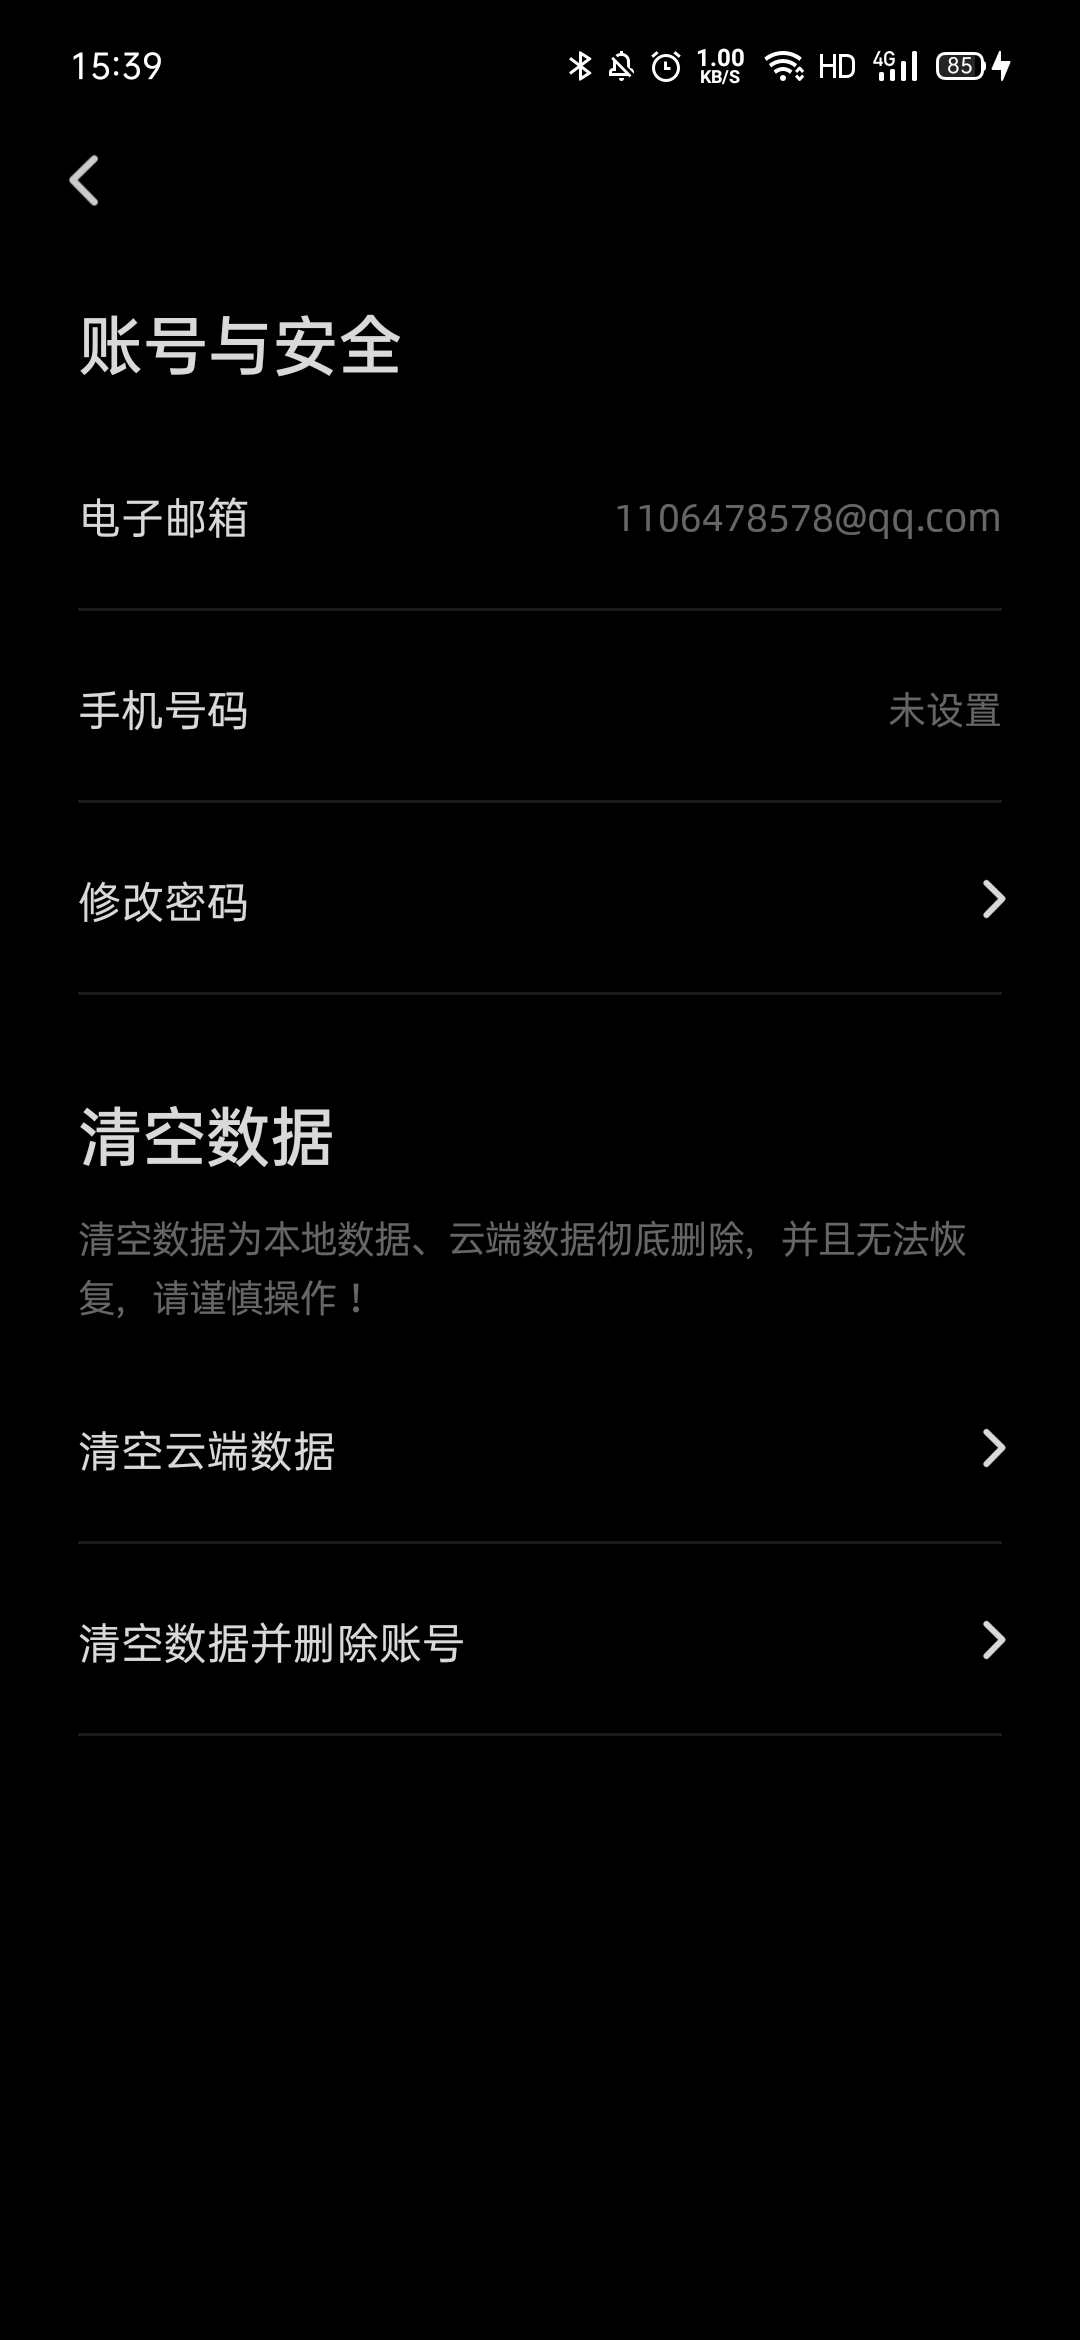 15:39
1.00 KB/S HD 4G 85
账号与安全
电子邮箱 1106478578@qq.com
手机号码 未设置
修改密码
清空数据
清空数据为本地数据、云端数据彻底删除，并且无法恢
复，请谨慎操作！
清空云端数据
清空数据并删除账号